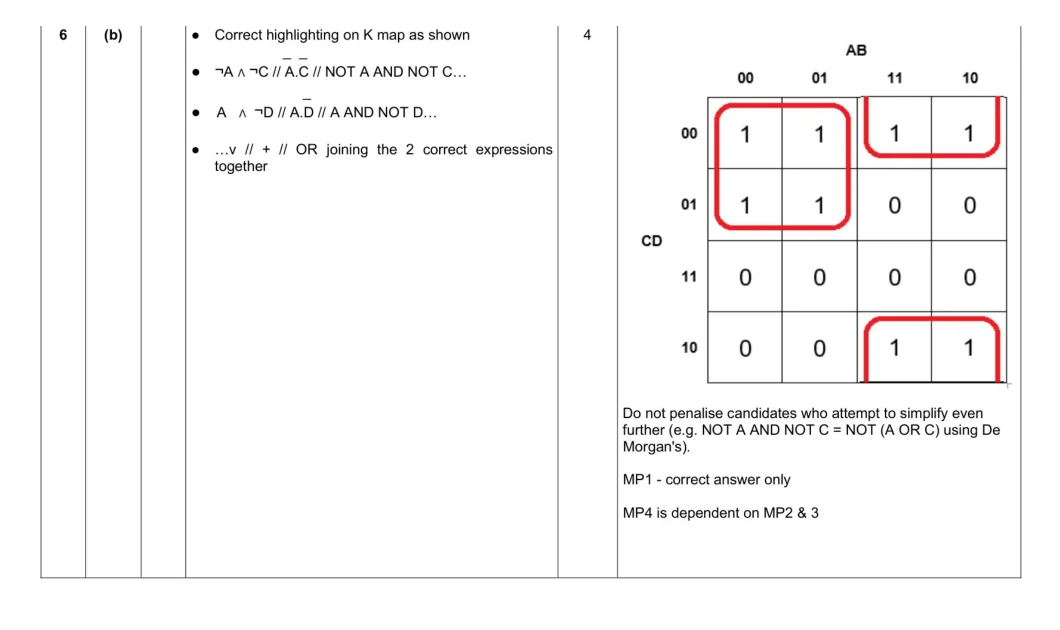 6 (b) ● Correct highlighting on K map as shown 4
● ¬A ∧ ¬C // A̅.C̅ // NOT A AND NOT C…
● A ∧ ¬D // A.D̅ // A AND NOT D…
● …v // + // OR joining the 2 correct expressions
together
AB
00 01 11 10
00 1 1 1 1
01 1 1 0 0
CD
11 0 0 0 0
10 0 0 1 1
Do not penalise candidates who attempt to simplify even
further (e.g. NOT A AND NOT C = NOT (A OR C) using De
Morgan's).
MP1 - correct answer only
MP4 is dependent on MP2 & 3